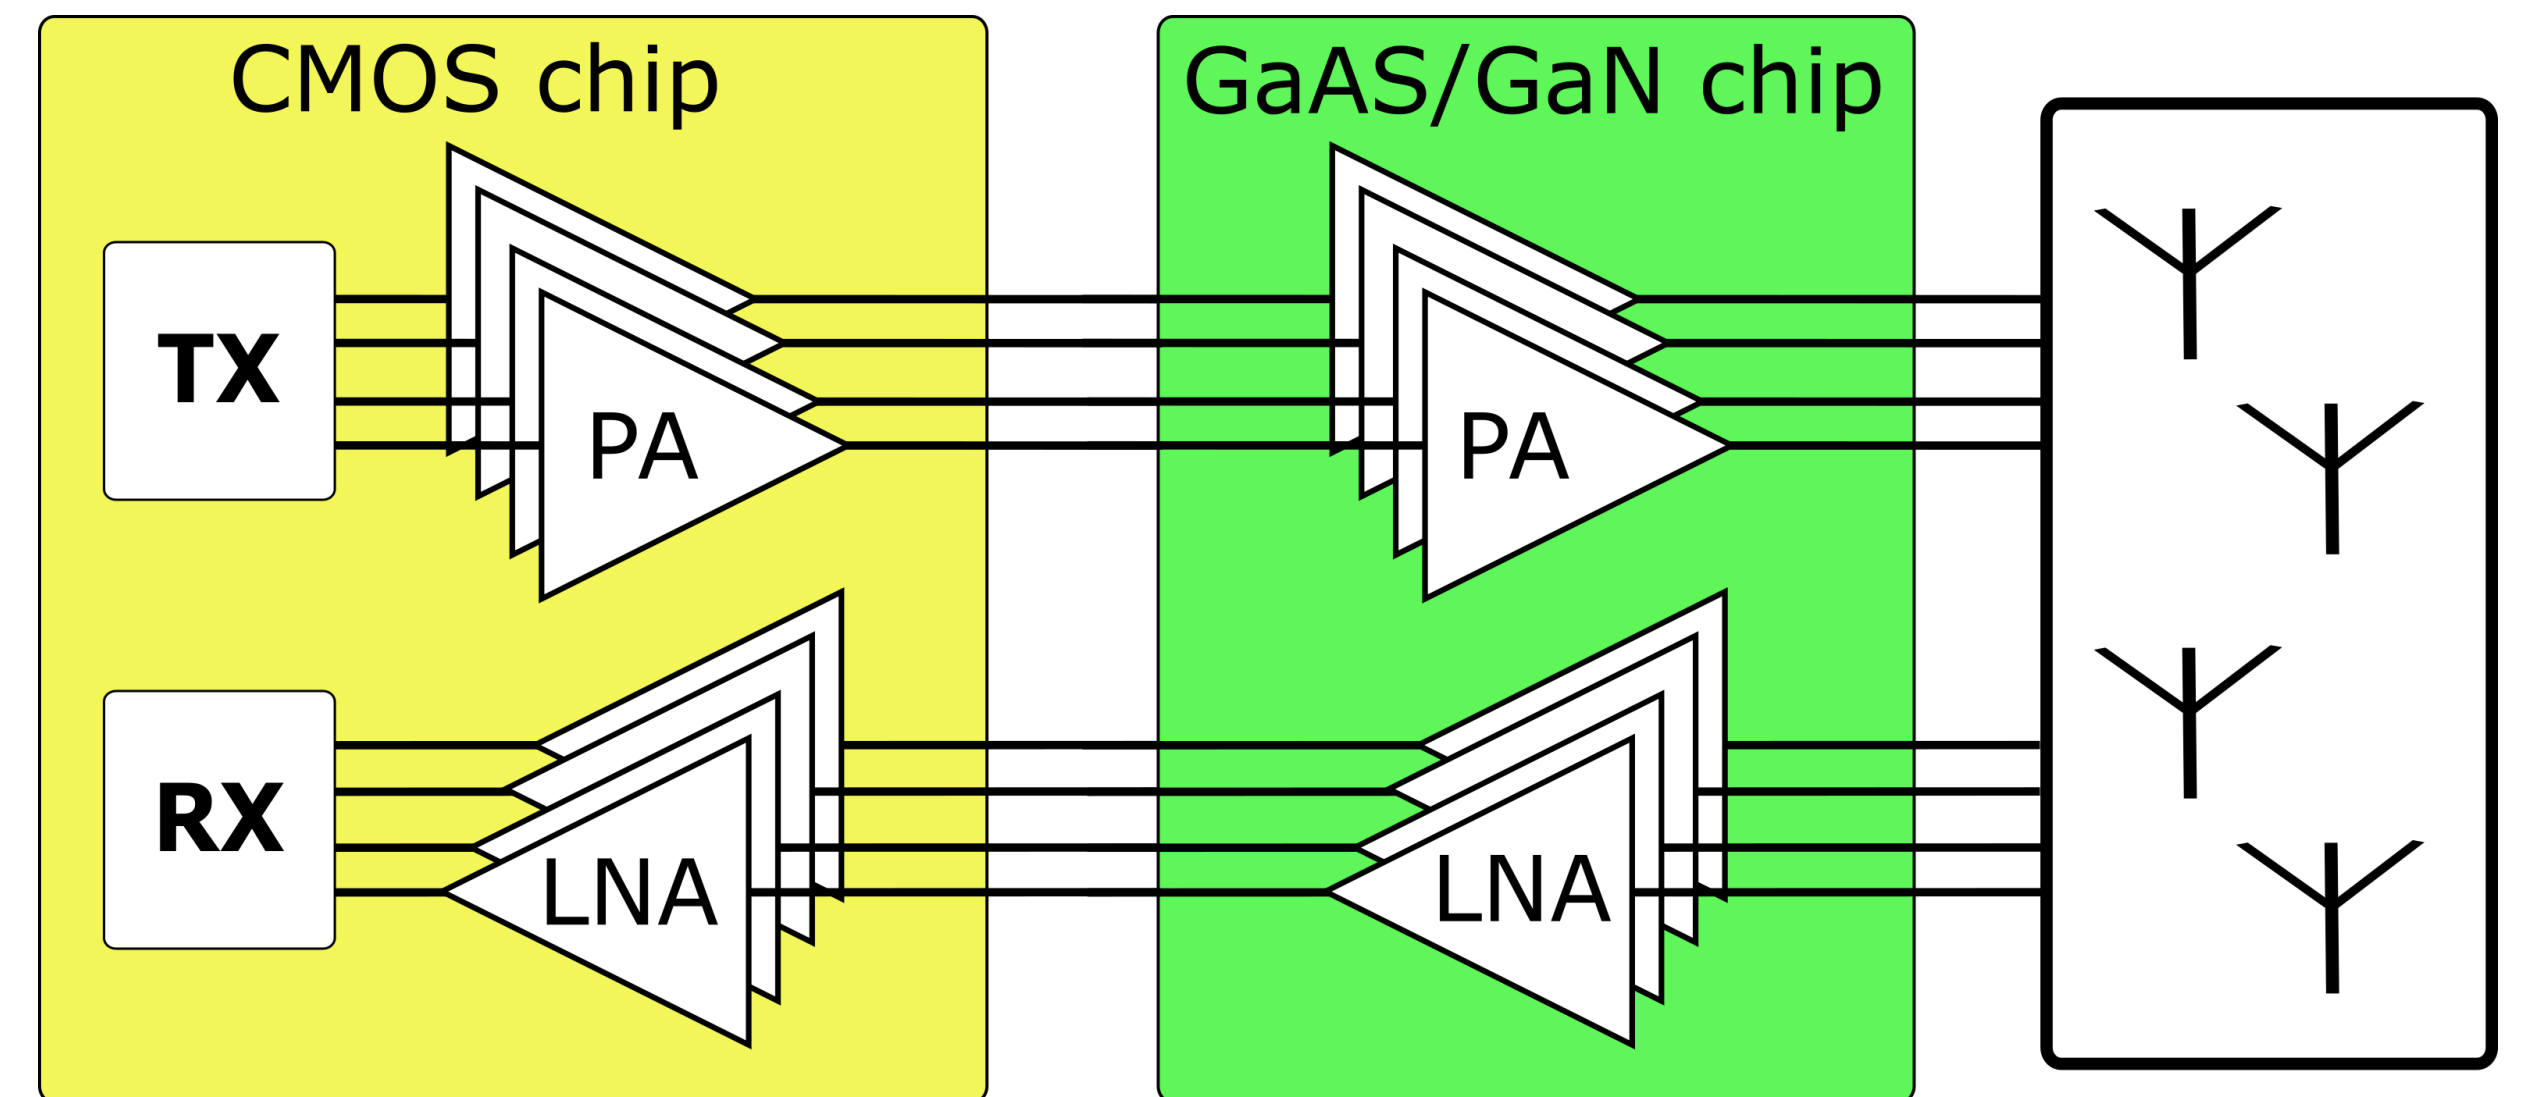 CMOS chip
GaAS/GaN chip
TX
PA
PA
RX
LNA
LNA